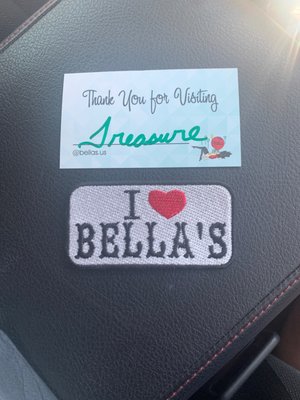 Thank You for Visiting
Treasure
@bellas.us
I ❤
BELLA'S